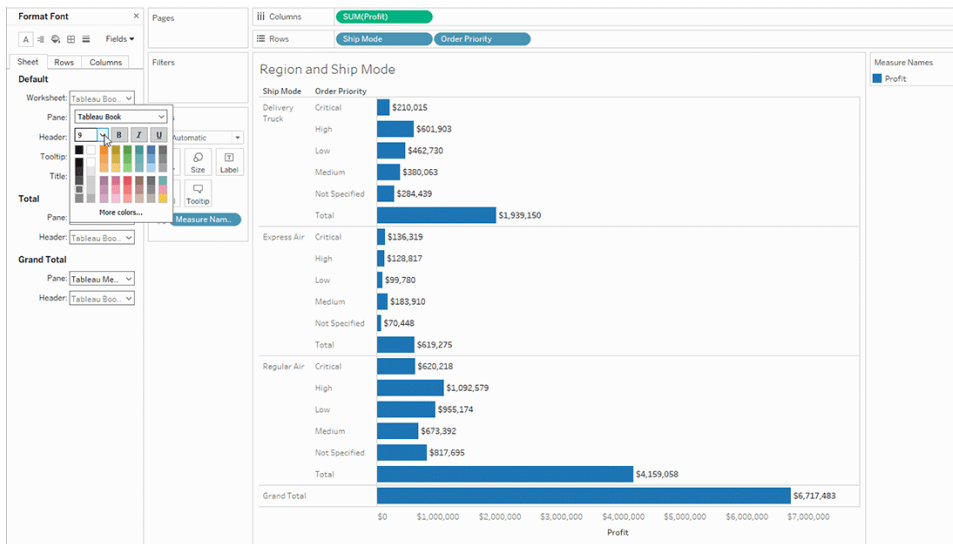 Format Font
Fields
Sheet Rows Columns
Default
Worksheet: Tableau Boo..
Pane:
Tableau Book
Header:
9 B I U
Tooltip:
Title:
More colors...
Total
Pane:
Header: Tableau Boo..
Grand Total
Pane: Tableau Me..
Header: Tableau Boo..
Pages
Filters
Automatic
Size Label
Tooltip
Measure Nam..
Columns SUM(Profit)
Rows Ship Mode Order Priority
Region and Ship Mode
Ship Mode Order Priority
Delivery Truck
Critical $210,015
High $601,903
Low $462,730
Medium $380,063
Not Specified $284,439
Total $1,939,150
Express Air Critical $136,319
High $128,817
Low $99,780
Medium $183,910
Not Specified $70,448
Total $619,275
Regular Air Critical $620,218
High $1,092,579
Low $955,174
Medium $673,392
Not Specified $817,695
Total $4,159,058
Grand Total $6,717,483
$0 $1,000,000 $2,000,000 $3,000,000 $4,000,000 $5,000,000 $6,000,000 $7,000,000
Profit
Measure Names
Profit